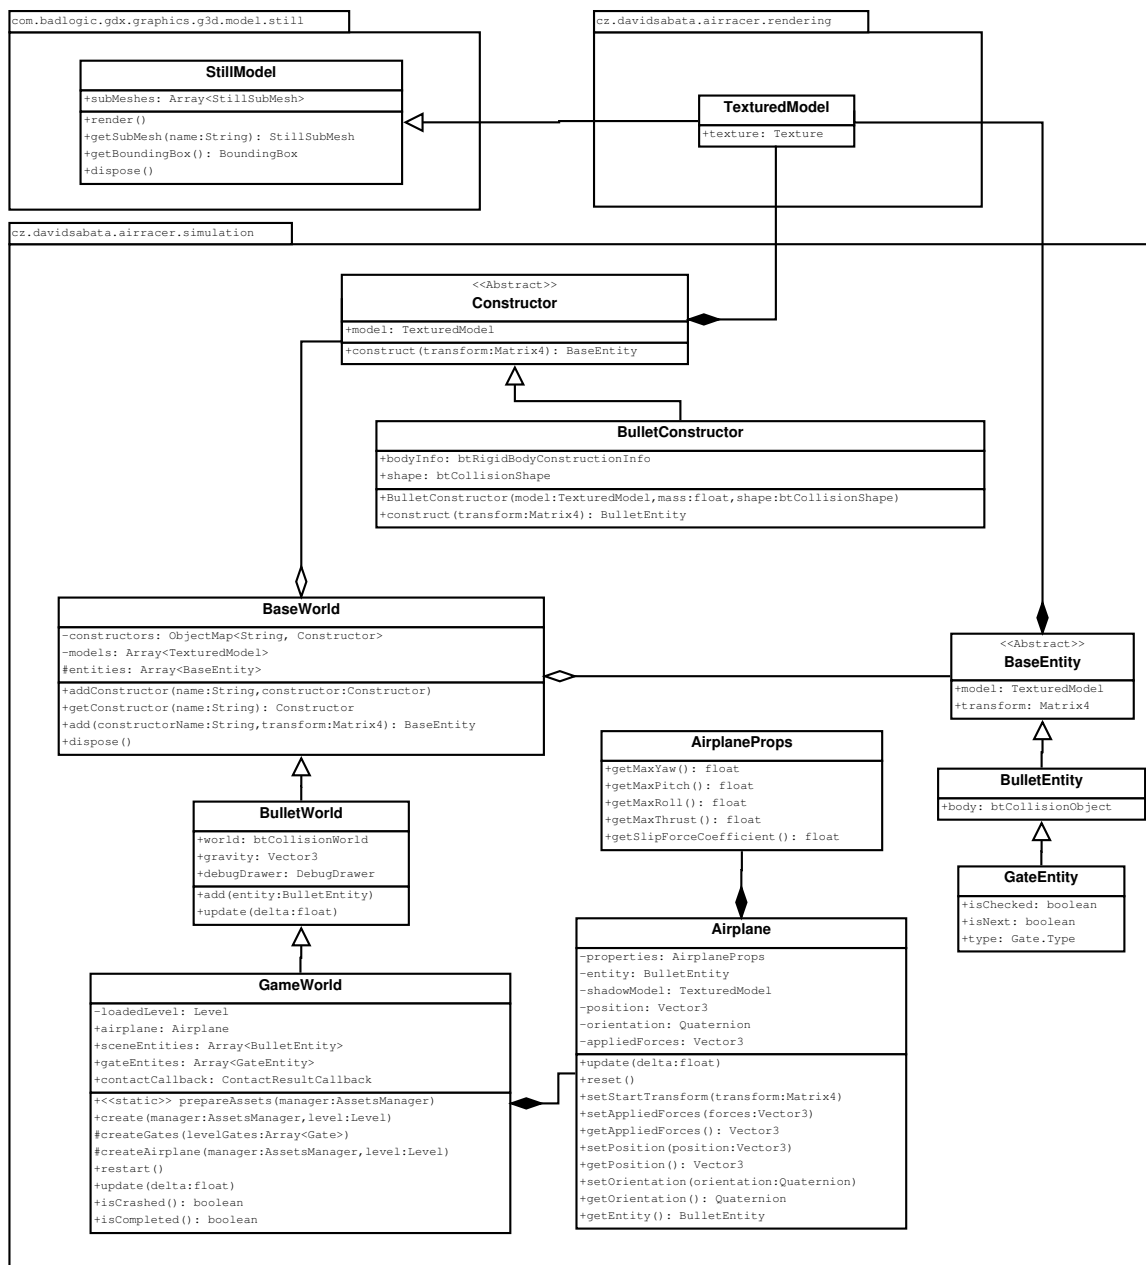 com.badlogic.gdx.graphics.g3d.model.still
StillModel
+subMeshes: Array<StillSubMesh>
+render()
+getSubMesh(name:String): StillSubMesh
+getBoundingBox(): BoundingBox
+dispose()
cz.davidsabata.airracer.rendering
TexturedModel
+texture: Texture
cz.davidsabata.airracer.simulation
<<Abstract>>
Constructor
+model: TexturedModel
+construct(transform:Matrix4): BaseEntity
BulletConstructor
+bodyInfo: btRigidBodyConstructionInfo
+shape: btCollisionShape
+BulletConstructor(model:TexturedModel,mass:float,shape:btCollisionShape)
+construct(transform:Matrix4): BulletEntity
BaseWorld
-constructors: ObjectMap<String, Constructor>
-models: Array<TexturedModel>
#entities: Array<BaseEntity>
+addConstructor(name:String,constructor:Constructor)
+getConstructor(name:String): Constructor
+add(constructorName:String,transform:Matrix4): BaseEntity
+dispose()
<<Abstract>>
BaseEntity
+model: TexturedModel
+transform: Matrix4
AirplaneProps
+getMaxYaw(): float
+getMaxPitch(): float
+getMaxRoll(): float
+getMaxThrust(): float
+getSlipForceCoefficient(): float
BulletEntity
+body: btCollisionObject
BulletWorld
+world: btCollisionWorld
+gravity: Vector3
+debugDrawer: DebugDrawer
+add(entity:BulletEntity)
+update(delta:float)
GateEntity
+isChecked: boolean
+isNext: boolean
+type: Gate.Type
Airplane
-properties: AirplaneProps
-entity: BulletEntity
-shadowModel: TexturedModel
-position: Vector3
-orientation: Quaternion
-appliedForces: Vector3
+update(delta:float)
+reset()
+setStartTransform(transform:Matrix4)
+setAppliedForces(forces:Vector3)
+getAppliedForces(): Vector3
+setPosition(position:Vector3)
+getPosition(): Vector3
+setOrientation(orientation:Quaternion)
+getOrientation(): Quaternion
+getEntity(): BulletEntity
GameWorld
-loadedLevel: Level
+airplane: Airplane
+sceneEntities: Array<BulletEntity>
+gateEntites: Array<GateEntity>
+contactCallback: ContactResultCallback
+<<static>> prepareAssets(manager:AssetsManager)
+create(manager:AssetsManager,level:Level)
#createGates(levelGates:Array<Gate>)
#createAirplane(manager:AssetsManager,level:Level)
+restart()
+update(delta:float)
+isCrashed(): boolean
+isCompleted(): boolean